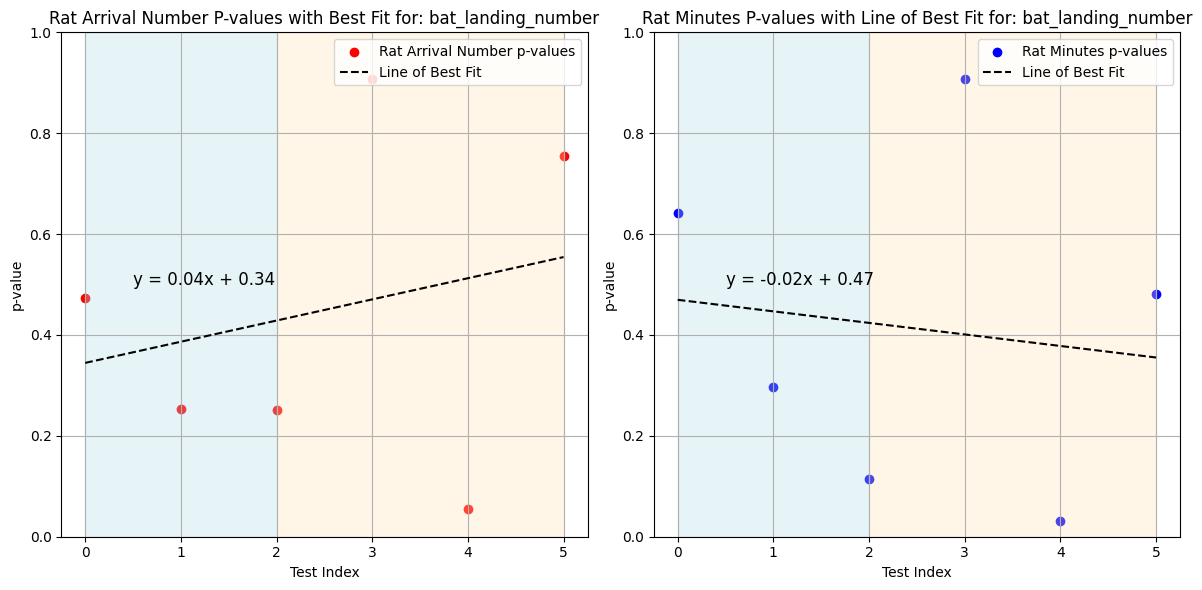 Rat Arrival Number P-values with Best Fit for: bat_landing_number
Rat Arrival Number p-values
Line of Best Fit
y = 0.04x + 0.34
p-value
1.0
0.8
0.6
0.4
0.2
0.0
0 1 2 3 4 5
Test Index
Rat Minutes P-values with Line of Best Fit for: bat_landing_number
Rat Minutes p-values
Line of Best Fit
y = -0.02x + 0.47
p-value
1.0
0.8
0.6
0.4
0.2
0.0
0 1 2 3 4 5
Test Index